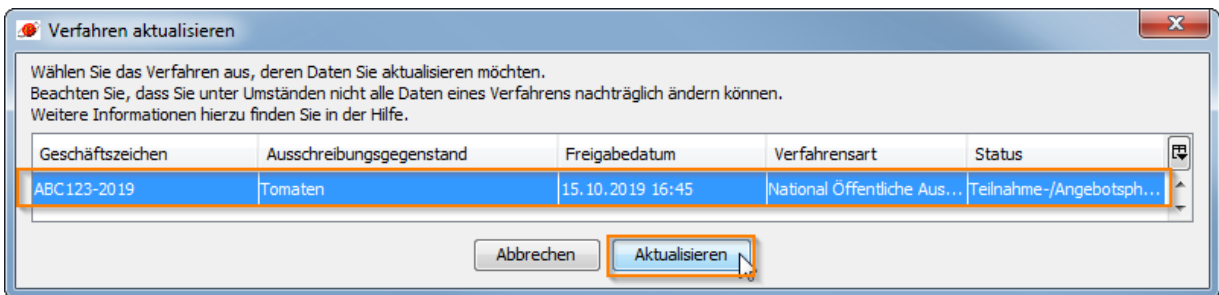 Verfahren aktualisieren
Wählen Sie das Verfahren aus, deren Daten Sie aktualisieren möchten.
Beachten Sie, dass Sie unter Umständen nicht alle Daten eines Verfahrens nachträglich ändern können.
Weitere Informationen hierzu finden Sie in der Hilfe.
Geschäftszeichen Ausschreibungsgegenstand Freigabedatum Verfahrensart Status
ABC123-2019 Tomaten 15.10.2019 16:45 National Öffentliche Aus... Teilnahme-/Angebotsph...
Abbrechen Aktualisieren